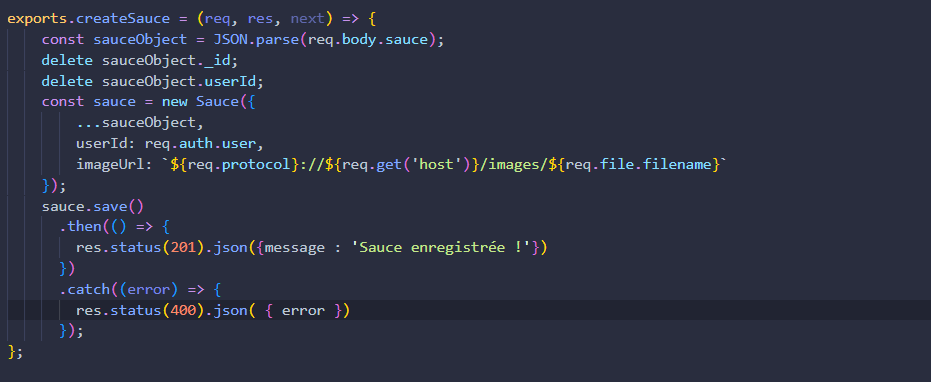 exports.createSauce = (req, res, next) => {
    const sauceObject = JSON.parse(req.body.sauce);
    delete sauceObject._id;
    delete sauceObject.userId;
    const sauce = new Sauce({
        ...sauceObject,
        userId: req.auth.user,
        imageUrl: `${req.protocol}://${req.get('host')}/images/${req.file.filename}`
    });
    sauce.save()
      .then(() => {
        res.status(201).json({message : 'Sauce enregistrée !'})
      })
      .catch((error) => {
        res.status(400).json( { error })
      });
};